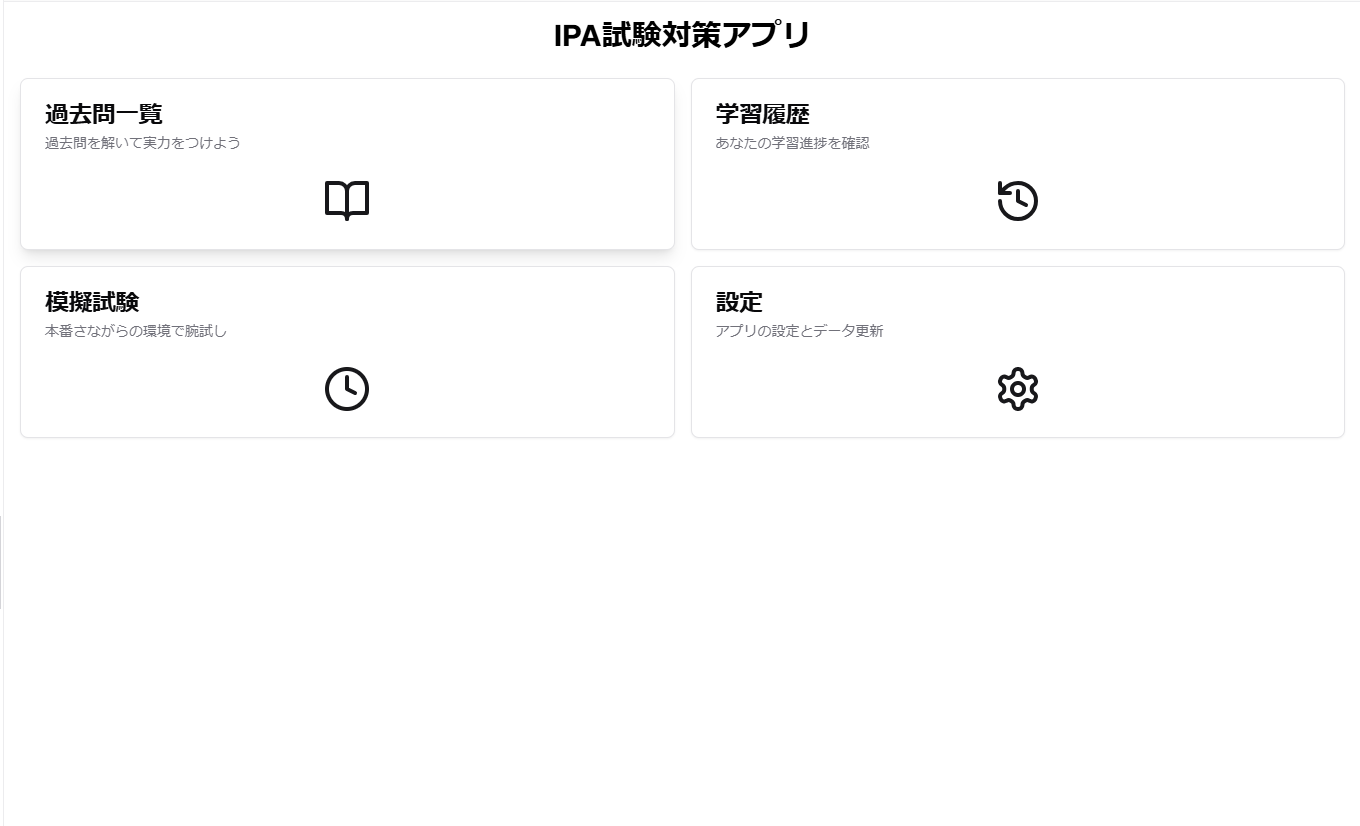 IPA試験対策アプリ
過去問一覧
過去問を解いて実力をつけよう
学習履歴
あなたの学習進捗を確認
模擬試験
本番さながらの環境で腕試し
設定
アプリの設定とデータ更新